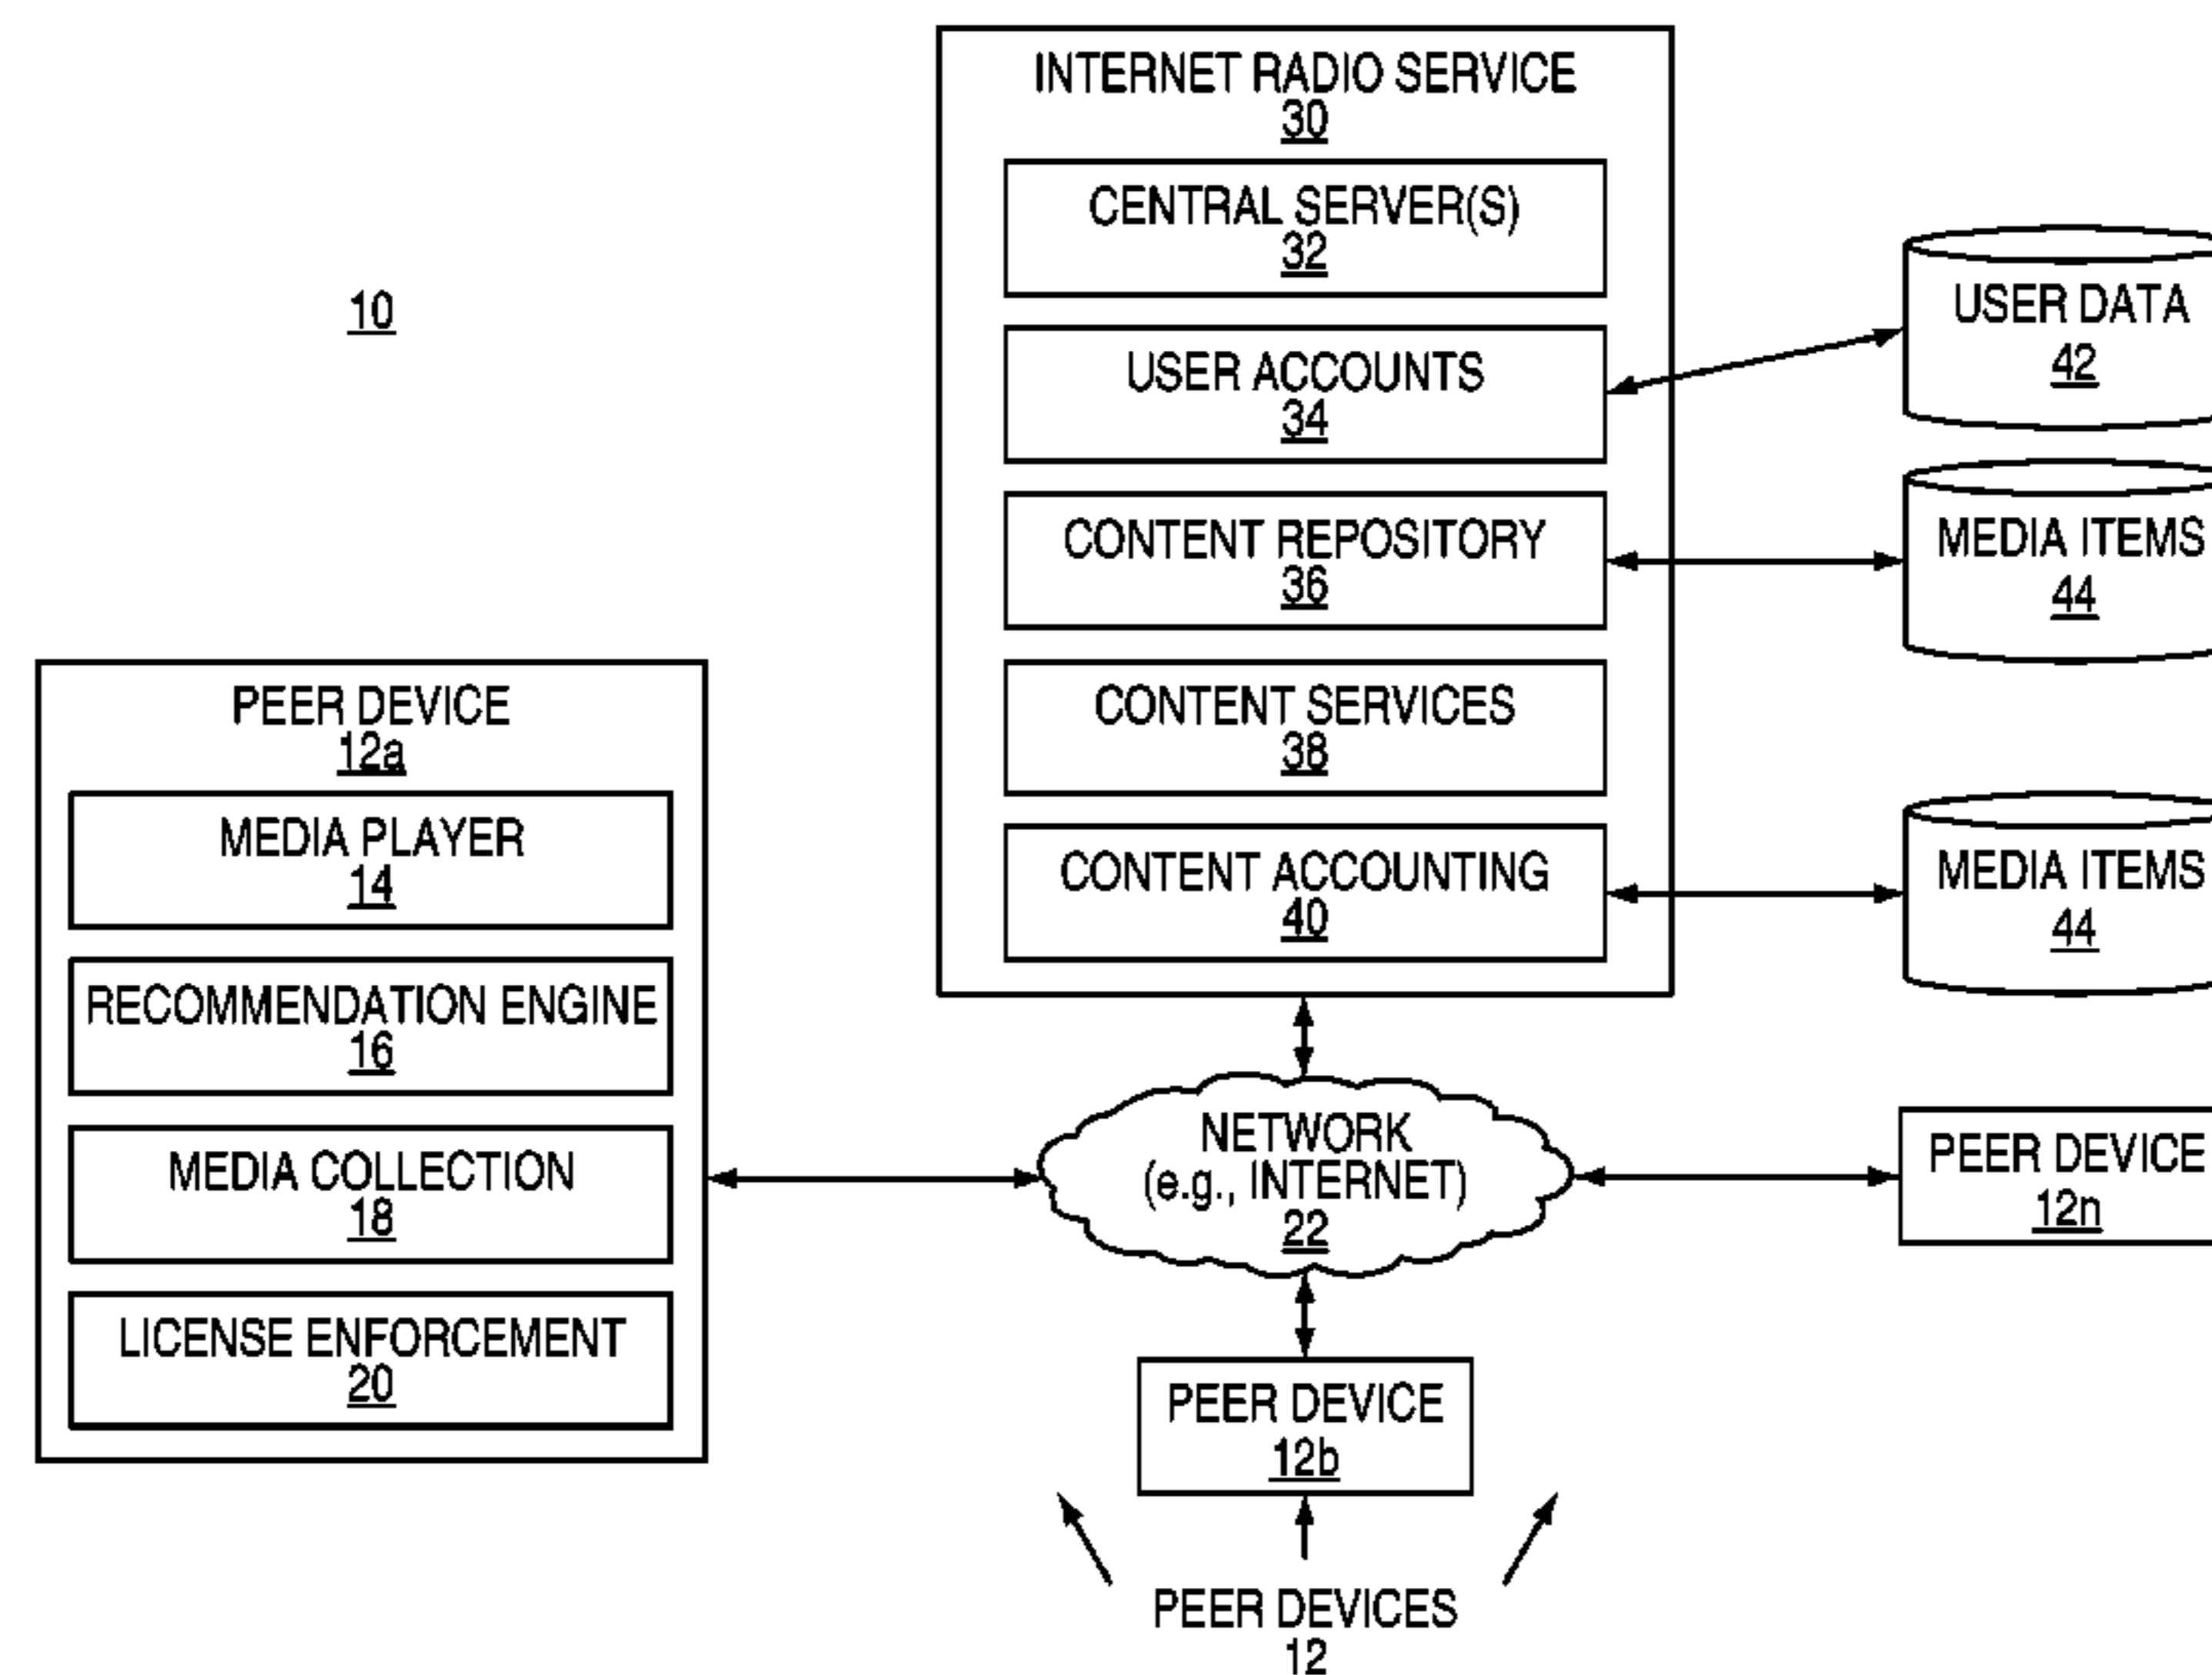 10
INTERNET RADIO SERVICE
30
CENTRAL SERVER(S)
32
USER ACCOUNTS
34
CONTENT REPOSITORY
36
CONTENT SERVICES
38
CONTENT ACCOUNTING
40
USER DATA
42
MEDIA ITEMS
44
MEDIA ITEMS
44
PEER DEVICE
12a
MEDIA PLAYER
14
RECOMMENDATION ENGINE
16
MEDIA COLLECTION
18
LICENSE ENFORCEMENT
20
NETWORK
(e.g., INTERNET)
22
PEER DEVICE
12n
PEER DEVICE
12b
PEER DEVICES
12